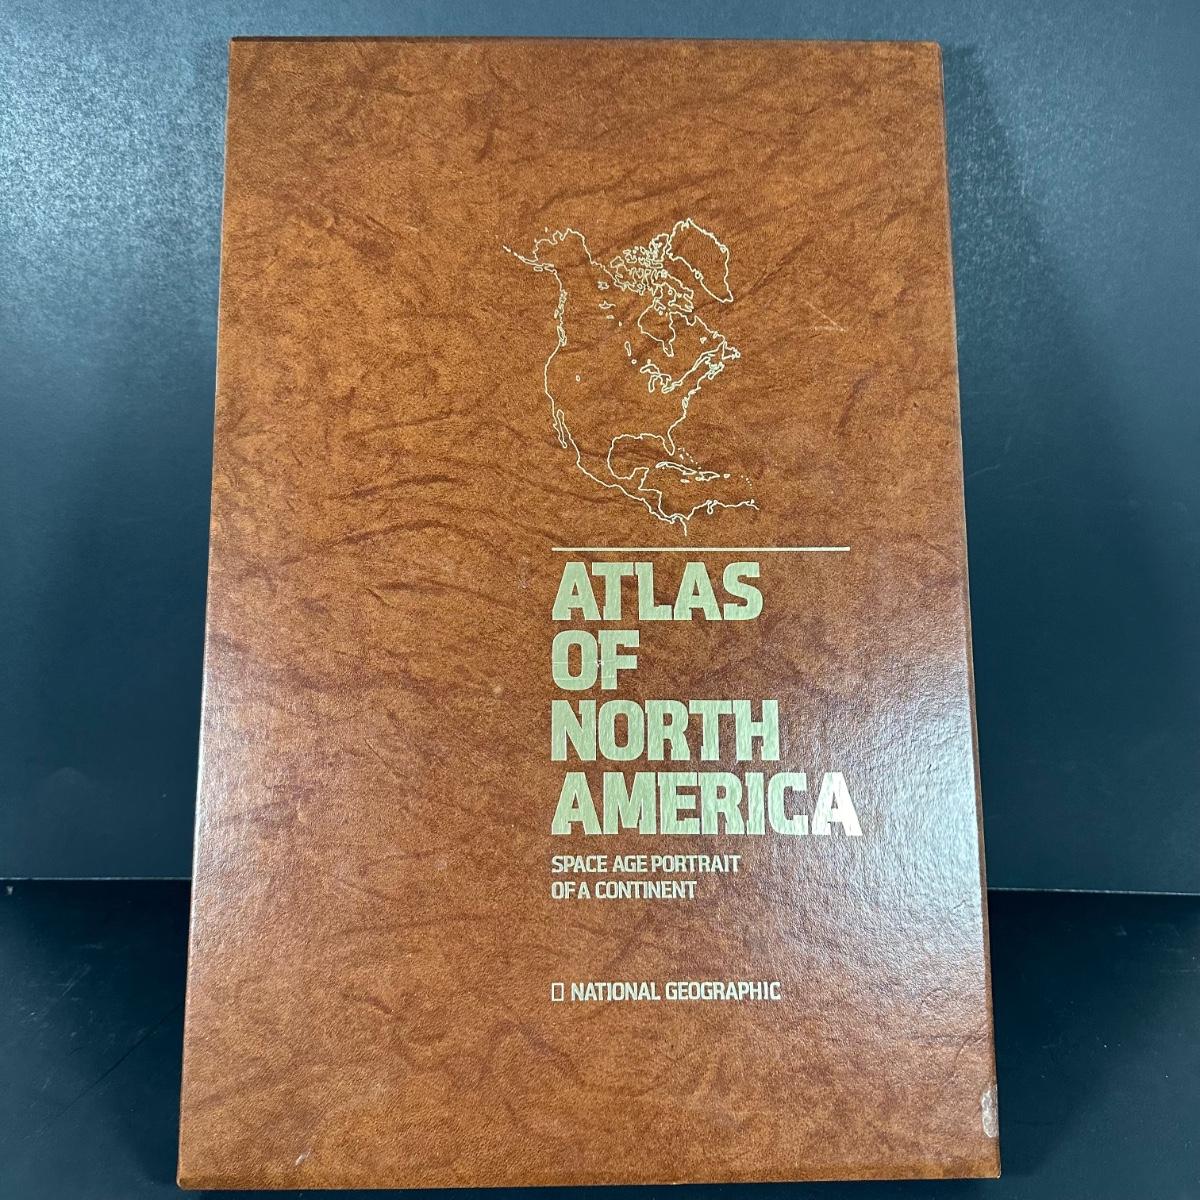 ATLAS
OF
NORTH
AMERICA
SPACE AGE PORTRAIT
OF A CONTINENT
NATIONAL GEOGRAPHIC